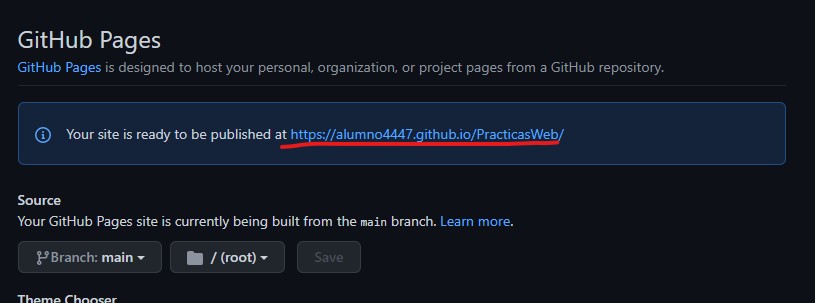 GitHub Pages
GitHub Pages is designed to host your personal, organization, or project pages from a GitHub repository.
Your site is ready to be published at https://alumno4447.github.io/PracticasWeb/
Source
Your GitHub Pages site is currently being built from the main branch. Learn more.
Branch: main / (root) Save
Theme Chooser